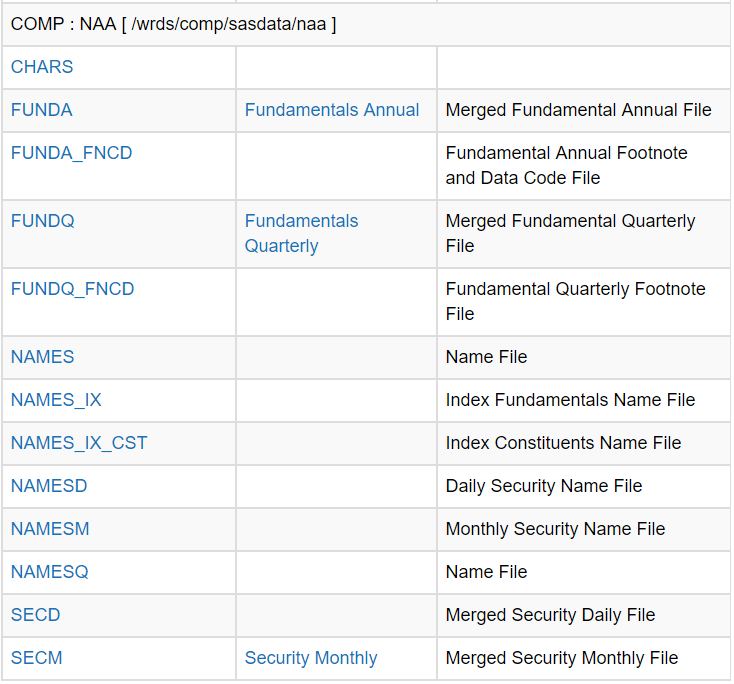 COMP : NAA [ /wrds/comp/sasdata/naa ]
CHARS
FUNDA Fundamentals Annual Merged Fundamental Annual File
FUNDA_FNCD Fundamental Annual Footnote
and Data Code File
FUNDQ Fundamentals Merged Fundamental Quarterly
Quarterly File
FUNDQ_FNCD Fundamental Quarterly Footnote
File
NAMES Name File
NAMES_IX Index Fundamentals Name File
NAMES_IX_CST Index Constituents Name File
NAMESD Daily Security Name File
NAMESM Monthly Security Name File
NAMESQ Name File
SECD Merged Security Daily File
SECM Security Monthly Merged Security Monthly File